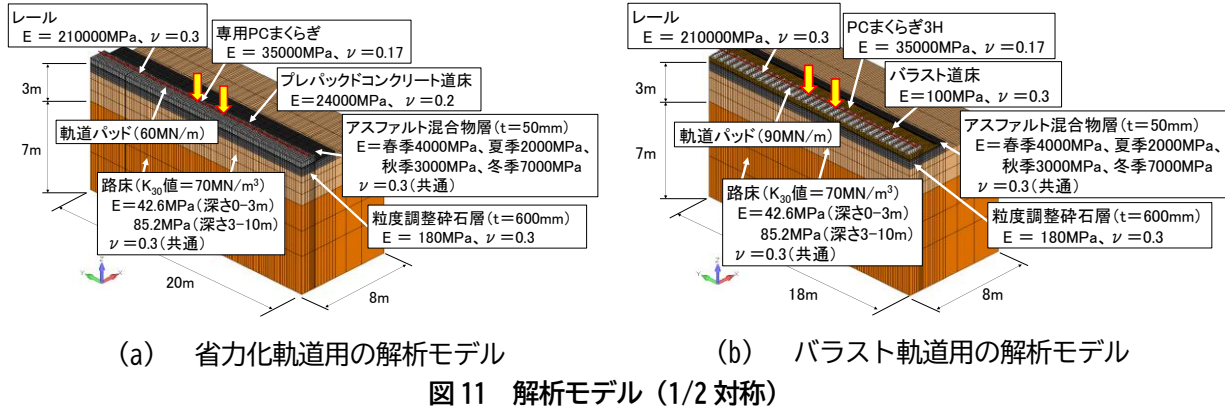 レール
E = 210000MPa、ν=0.3
専用PCまくらぎ
E = 35000MPa、ν=0.17
プレパックドコンクリート道床
E=24000MPa、ν=0.2
3m
軌道パッド(60MN/m)
アスファルト混合物層(t=50mm)
E=春季4000MPa、夏季2000MPa、
秋季3000MPa、冬季7000MPa
ν=0.3(共通)
7m
路床(K30値=70MN/m³)
E=42.6MPa(深さ0-3m)
85.2MPa(深さ3-10m)
ν=0.3(共通)
粒度調整砕石層(t=600mm)
E = 180MPa、ν=0.3
20m
8m
(a) 省力化軌道用の解析モデル
レール
E = 210000MPa、ν=0.3
PCまくらぎ3H
E = 35000MPa、ν=0.17
バラスト道床
E=100MPa、ν=0.3
3m
軌道パッド(90MN/m)
アスファルト混合物層(t=50mm)
E=春季4000MPa、夏季2000MPa、
秋季3000MPa、冬季7000MPa
ν=0.3(共通)
7m
路床(K30値=70MN/m³)
E=42.6MPa(深さ0-3m)
85.2MPa(深さ3-10m)
ν=0.3(共通)
粒度調整砕石層(t=600mm)
E = 180MPa、ν=0.3
18m
8m
(b) バラスト軌道用の解析モデル
図11 解析モデル(1/2 対称)